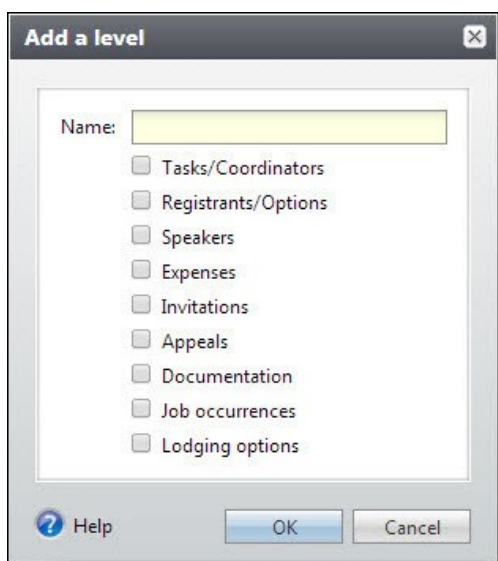 Add a level
Name:
Tasks/Coordinators
Registrants/Options
Speakers
Expenses
Invitations
Appeals
Documentation
Job occurrences
Lodging options
? Help OK Cancel